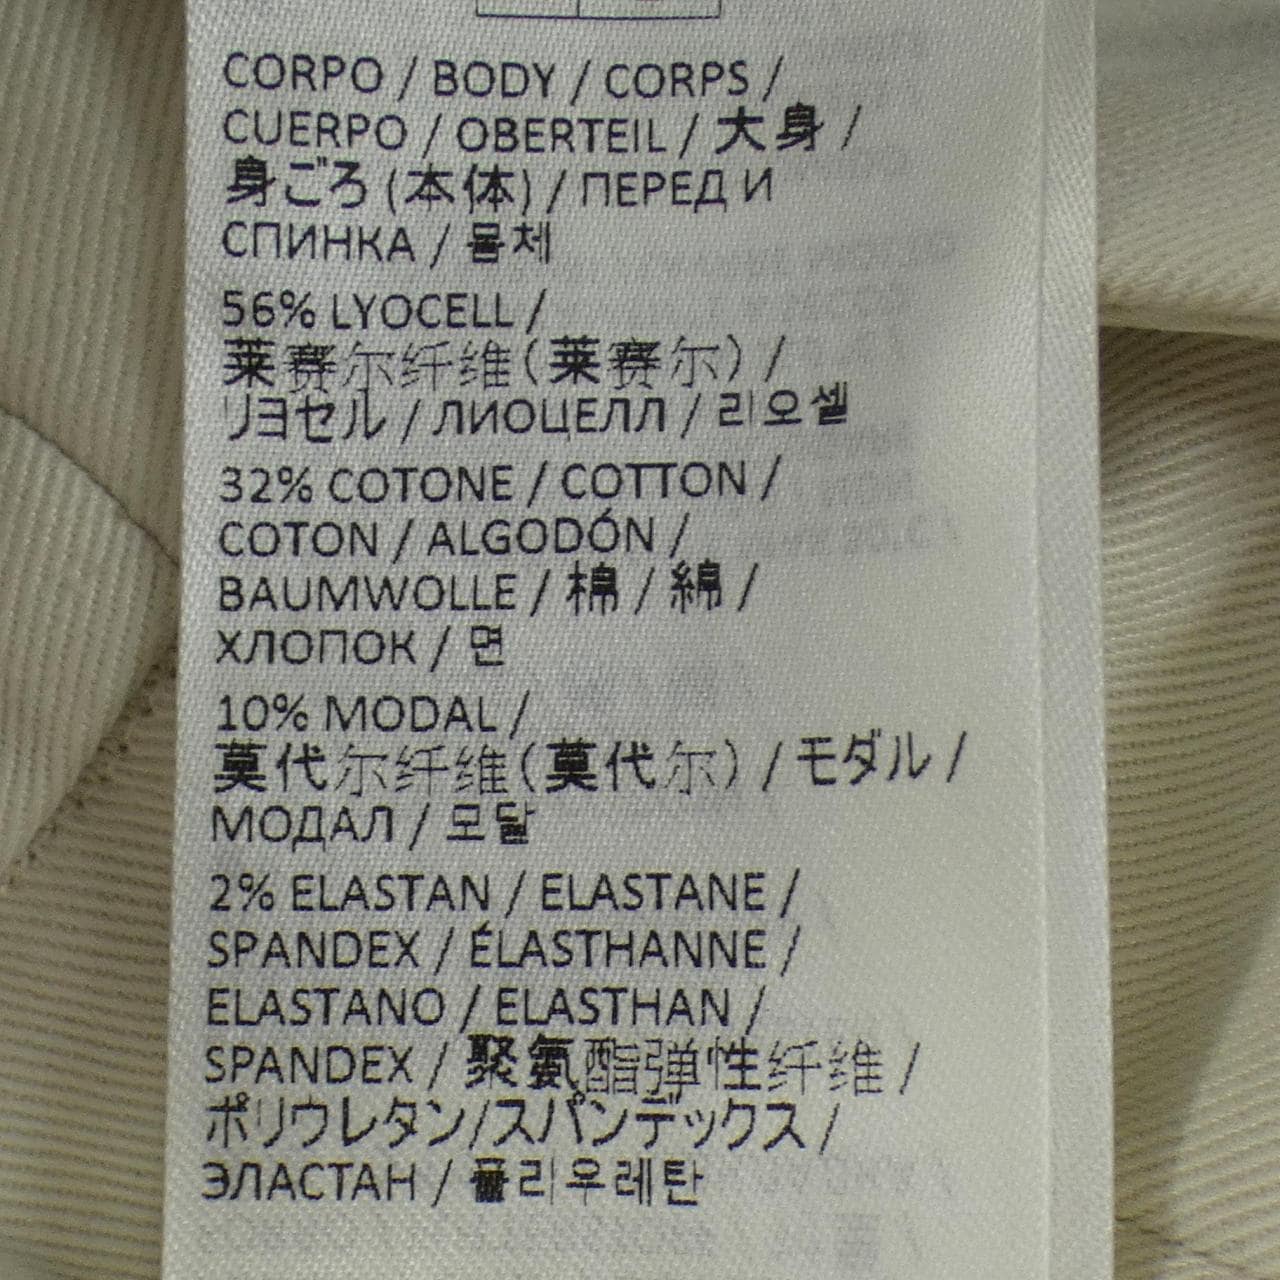 CORPO / BODY / CORPS /
CUERPO / OBERTEIL / 大身 /
身ごろ (本体) / ПЕРЕД И
СПИНКА / 몸체
56% LYOCELL /
莱赛尔纤维(莱赛尔) /
リヨセル / ЛИОЦЕЛЛ / 리오셀
32% COTONE / COTTON /
COTON / ALGODÓN /
BAUMWOLLE / 棉 / 綿 /
ХЛОПОК / 면
10% MODAL /
莫代尔纤维(莫代尔) / モダル /
МОДАЛ / 모달
2% ELASTAN / ELASTANE /
SPANDEX / ÉLASTHANNE /
ELASTANO / ELASTHAN /
SPANDEX / 聚氨酯弹性纤维 /
ポリウレタン/スパンデックス /
ЭЛАСТАН / 폴리우레탄